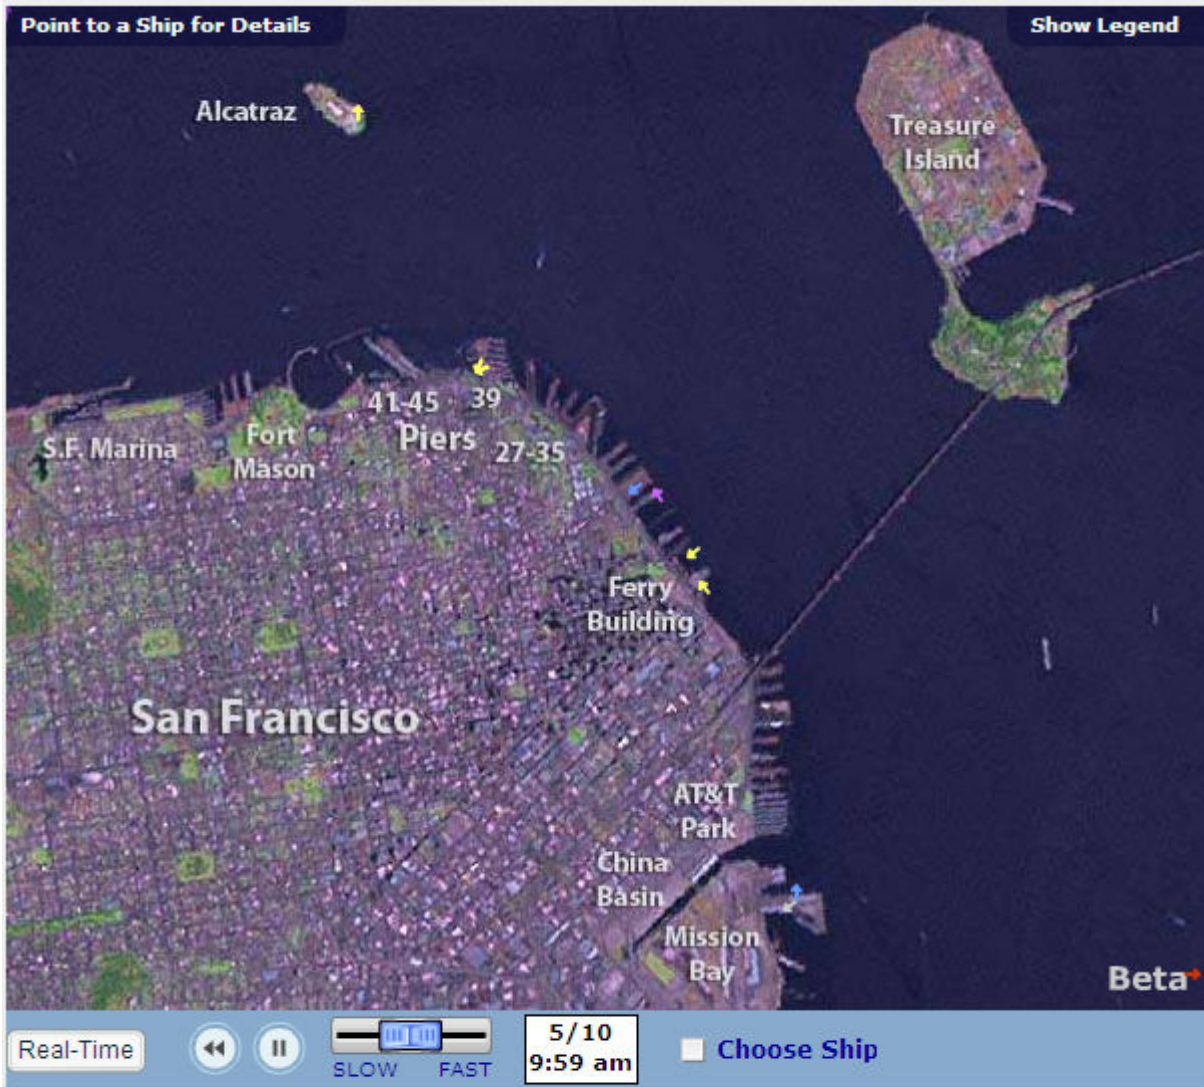 Point to a Ship for Details
Show Legend
Alcatraz
Treasure
Island
41-45
39
Piers
27-35
S.F. Marina
Fort
Mason
Ferry
Building
San Francisco
AT&T
Park
China
Basin
Mission
Bay
Beta
Real-Time
SLOW
FAST
5/10
9:59 am
Choose Ship